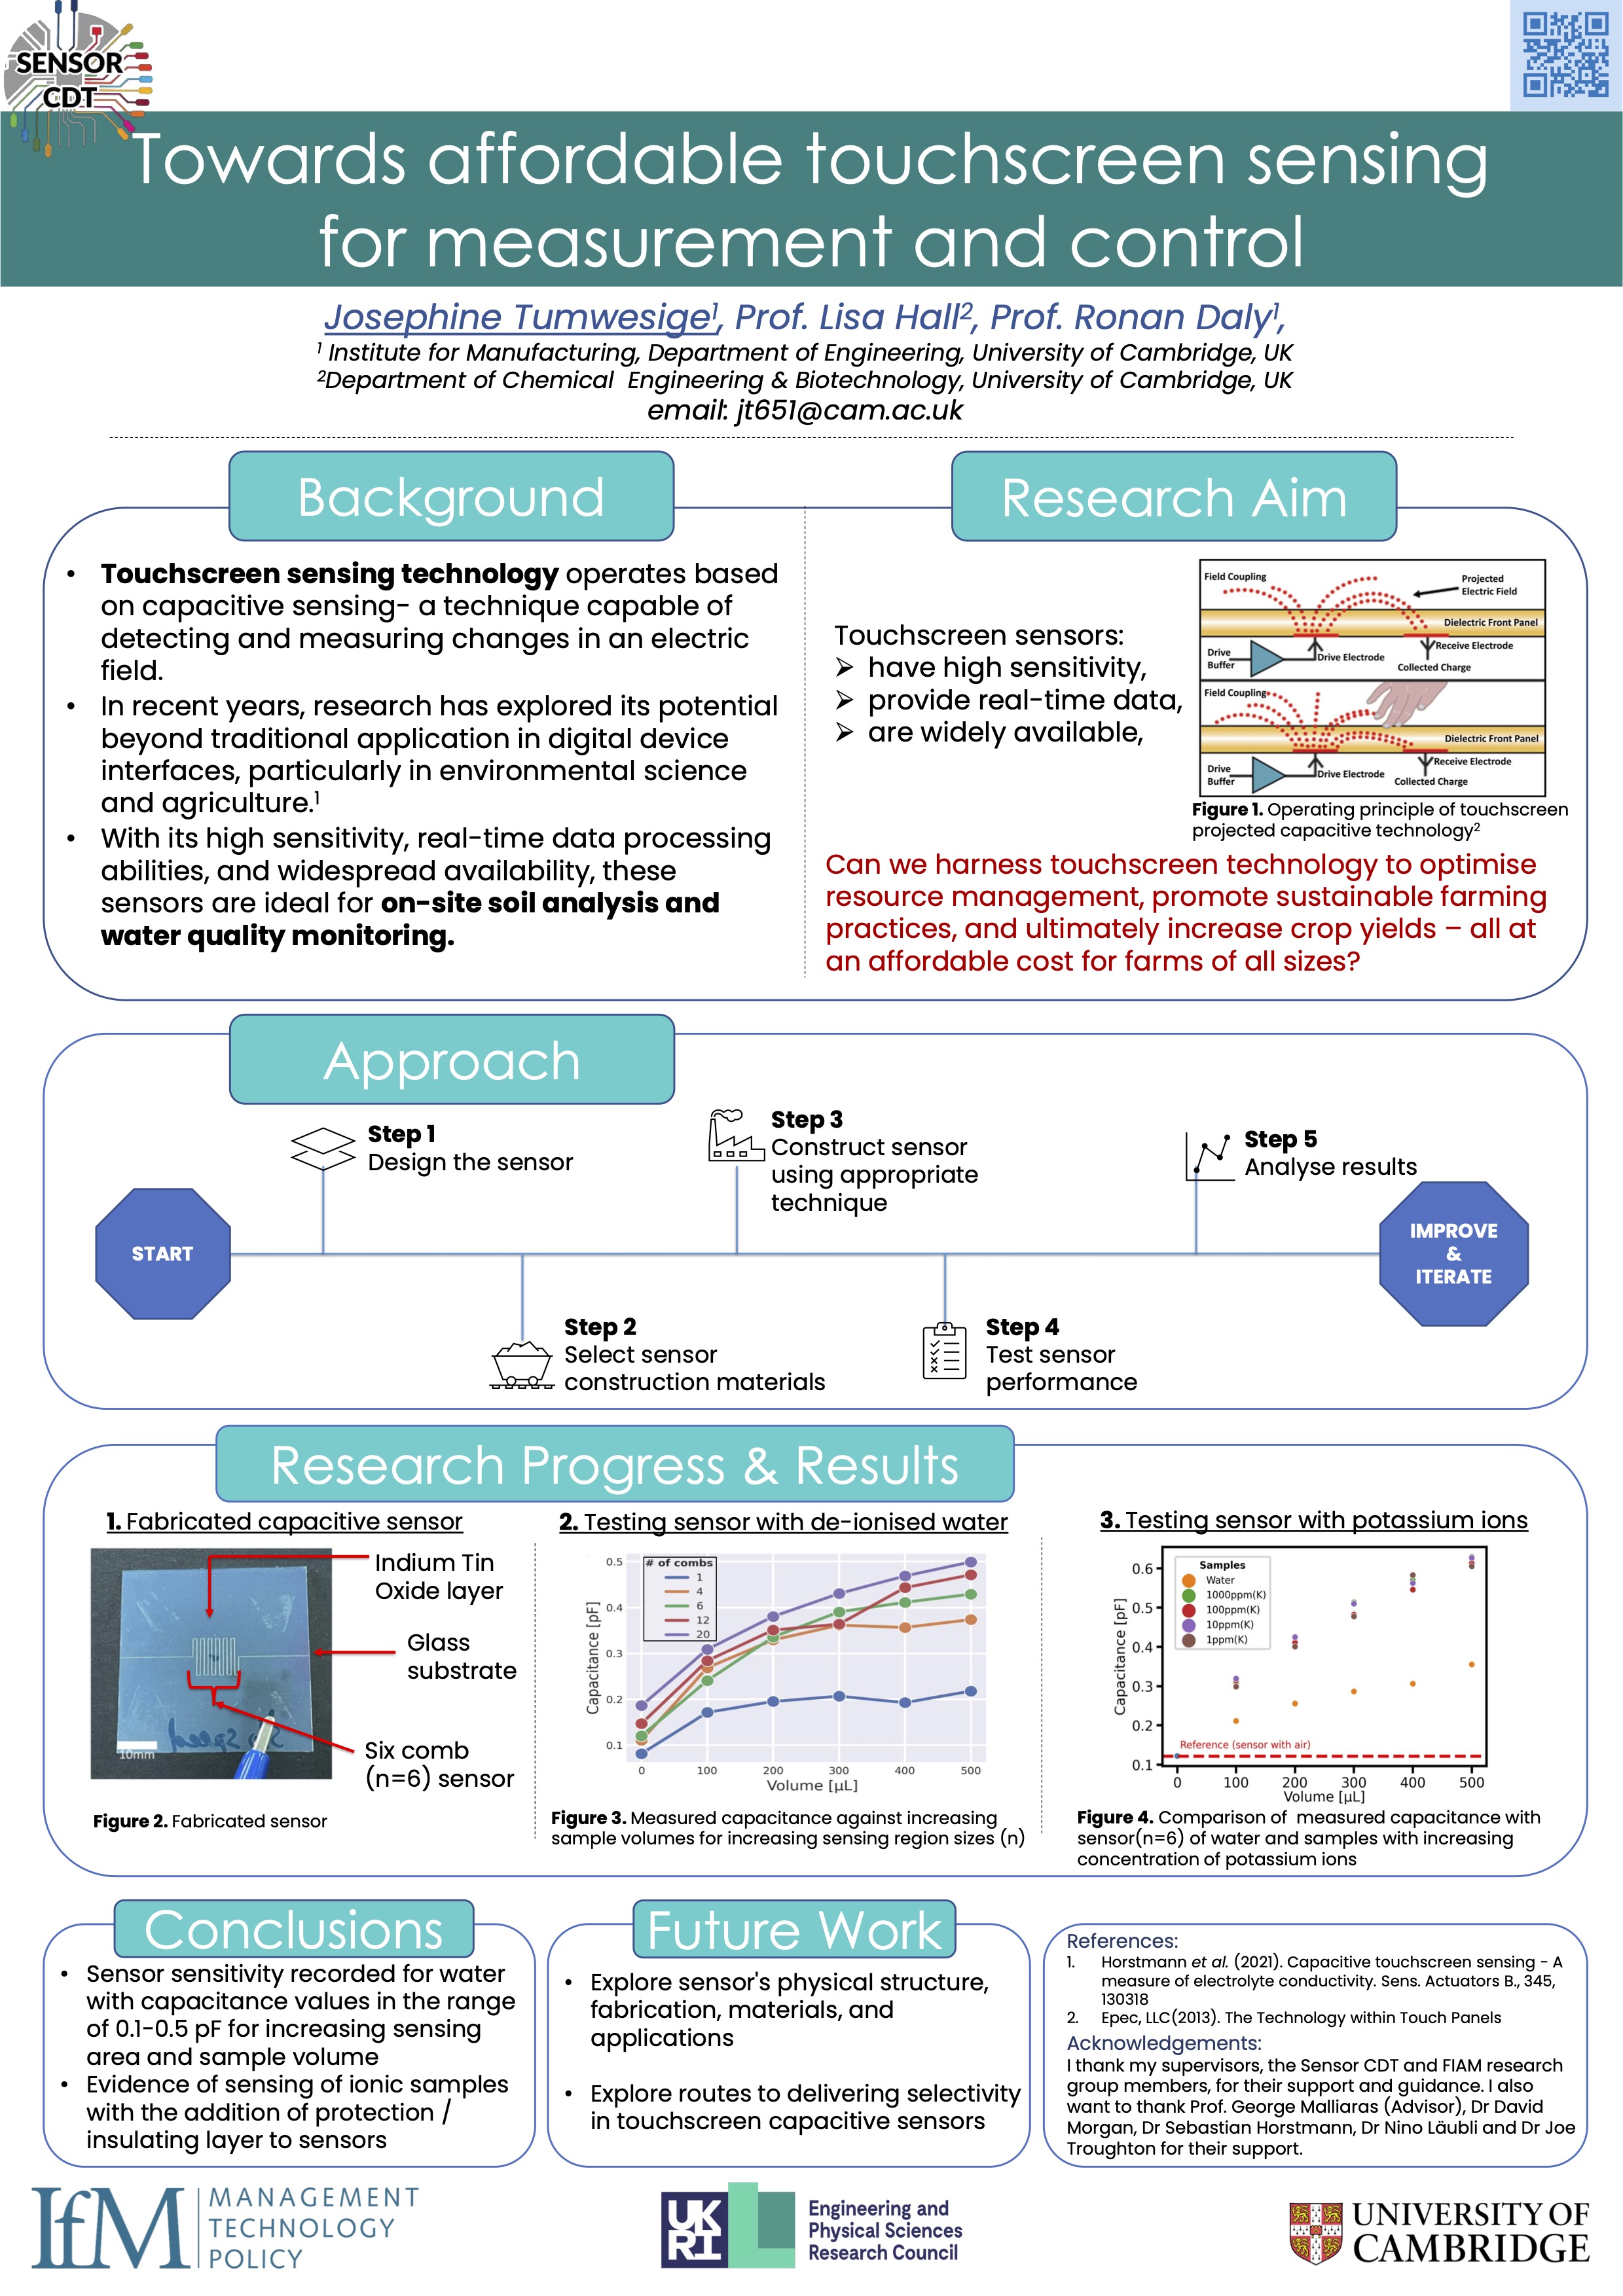 SENSOR
CDT
Towards affordable touchscreen sensing
for measurement and control
Josephine Tumwesige¹, Prof. Lisa Hall², Prof. Ronan Daly¹,
¹ Institute for Manufacturing, Department of Engineering, University of Cambridge, UK
²Department of Chemical Engineering & Biotechnology, University of Cambridge, UK
email: jt651@cam.ac.uk
Background
• Touchscreen sensing technology operates based
on capacitive sensing- a technique capable of
detecting and measuring changes in an electric
field.
• In recent years, research has explored its potential
beyond traditional application in digital device
interfaces, particularly in environmental science
and agriculture.¹
• With its high sensitivity, real-time data processing
abilities, and widespread availability, these
sensors are ideal for on-site soil analysis and
water quality monitoring.
Research Aim
Touchscreen sensors:
➢ have high sensitivity,
➢ provide real-time data,
➢ are widely available,
Field Coupling
Projected
Electric Field
Dielectric Front Panel
Drive
Buffer
Drive Electrode
Receive Electrode
Collected Charge
Field Coupling
Dielectric Front Panel
Drive
Buffer
Drive Electrode
Receive Electrode
Collected Charge
Figure 1. Operating principle of touchscreen
projected capacitive technology²
Can we harness touchscreen technology to optimise
resource management, promote sustainable farming
practices, and ultimately increase crop yields – all at
an affordable cost for farms of all sizes?
Approach
START
Step 1
Design the sensor
Step 2
Select sensor
construction materials
Step 3
Construct sensor
using appropriate
technique
Step 4
Test sensor
performance
Step 5
Analyse results
IMPROVE
&
ITERATE
Research Progress & Results
1. Fabricated capacitive sensor
Indium Tin
Oxide layer
Glass
substrate
Six comb
(n=6) sensor
10mm
Figure 2. Fabricated sensor
2. Testing sensor with de-ionised water
# of combs
1
4
6
12
20
Capacitance [pF]
0.5
0.4
0.3
0.2
0.1
0 100 200 300 400 500
Volume [µL]
Figure 3. Measured capacitance against increasing
sample volumes for increasing sensing region sizes (n)
3. Testing sensor with potassium ions
Samples
Water
1000ppm(K)
100ppm(K)
10ppm(K)
1ppm(K)
Capacitance [pF]
0.6
0.5
0.4
0.3
0.2
0.1
Reference (sensor with air)
0 100 200 300 400 500
Volume [µL]
Figure 4. Comparison of measured capacitance with
sensor(n=6) of water and samples with increasing
concentration of potassium ions
Conclusions
• Sensor sensitivity recorded for water
with capacitance values in the range
of 0.1-0.5 pF for increasing sensing
area and sample volume
• Evidence of sensing of ionic samples
with the addition of protection /
insulating layer to sensors
Future Work
• Explore sensor's physical structure,
fabrication, materials, and
applications
• Explore routes to delivering selectivity
in touchscreen capacitive sensors
References:
1. Horstmann et al. (2021). Capacitive touchscreen sensing - A
measure of electrolyte conductivity. Sens. Actuators B., 345,
130318
2. Epec, LLC(2013). The Technology within Touch Panels
Acknowledgements:
I thank my supervisors, the Sensor CDT and FIAM research
group members, for their support and guidance. I also
want to thank Prof. George Malliaras (Advisor), Dr David
Morgan, Dr Sebastian Horstmann, Dr Nino Läubli and Dr Joe
Troughton for their support.
IfM
MANAGEMENT
TECHNOLOGY
POLICY
UK
RI
Engineering and
Physical Sciences
Research Council
UNIVERSITY OF
CAMBRIDGE